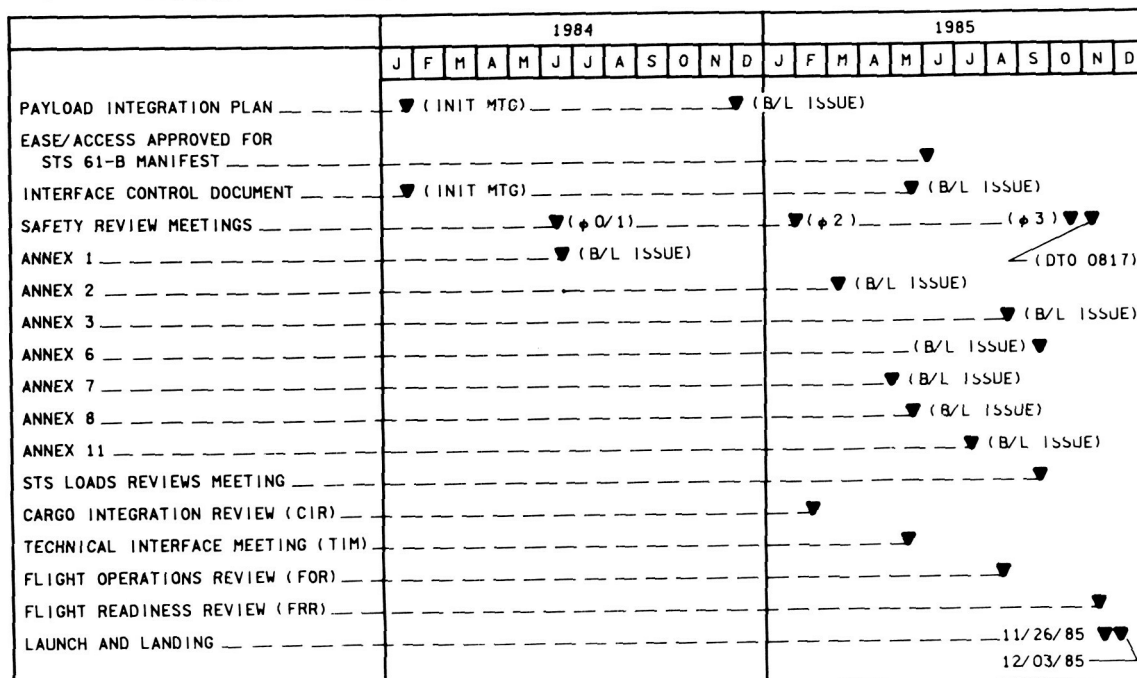 1984 1985
J F M A M J J A S O N D J F M A M J J A S O N D
PAYLOAD INTEGRATION PLAN (INIT MTG) (B/L ISSUE)
EASE/ACCESS APPROVED FOR
STS 61-B MANIFEST
INTERFACE CONTROL DOCUMENT (INIT MTG) (B/L ISSUE)
SAFETY REVIEW MEETINGS (φ0/1) (φ2) (φ3)
(DTO 0817)
ANNEX 1 (B/L ISSUE)
ANNEX 2 (B/L ISSUE)
ANNEX 3 (B/L ISSUE)
ANNEX 6 (B/L ISSUE)
ANNEX 7 (B/L ISSUE)
ANNEX 8 (B/L ISSUE)
ANNEX 11 (B/L ISSUE)
STS LOADS REVIEWS MEETING
CARGO INTEGRATION REVIEW (CIR)
TECHNICAL INTERFACE MEETING (TIM)
FLIGHT OPERATIONS REVIEW (FOR)
FLIGHT READINESS REVIEW (FRR)
LAUNCH AND LANDING 11/26/85
12/03/85